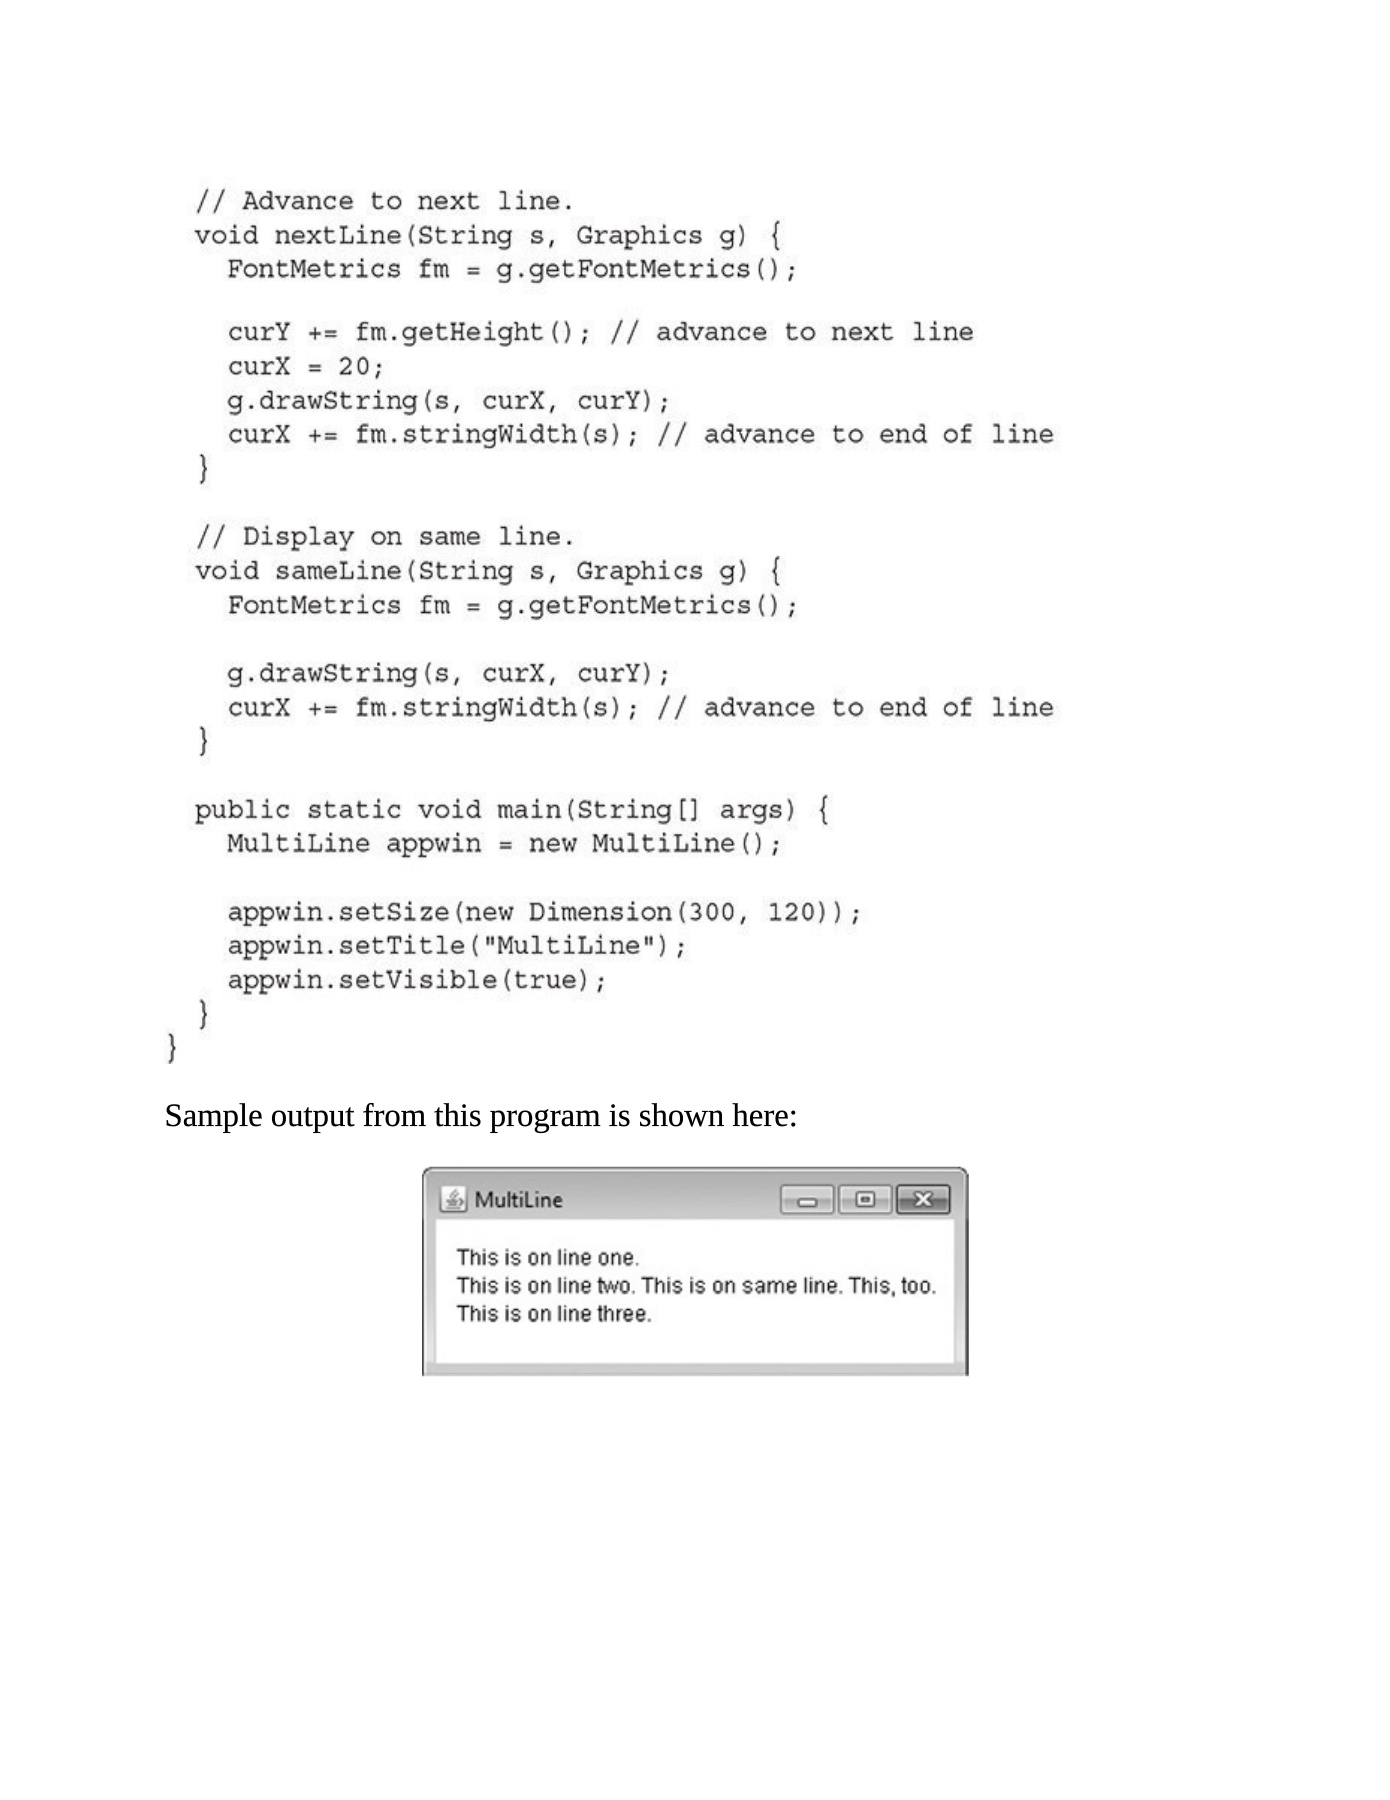 // Advance to next line.
void nextLine(String s, Graphics g) {
  FontMetrics fm = g.getFontMetrics();

  curY += fm.getHeight(); // advance to next line
  curX = 20;
  g.drawString(s, curX, curY);
  curX += fm.stringWidth(s); // advance to end of line
}

// Display on same line.
void sameLine(String s, Graphics g) {
  FontMetrics fm = g.getFontMetrics();

  g.drawString(s, curX, curY);
  curX += fm.stringWidth(s); // advance to end of line
}

public static void main(String[] args) {
  MultiLine appwin = new MultiLine();

  appwin.setSize(new Dimension(300, 120));
  appwin.setTitle("MultiLine");
  appwin.setVisible(true);
}
}
Sample output from this program is shown here:
MultiLine
This is on line one.
This is on line two. This is on same line. This, too.
This is on line three.